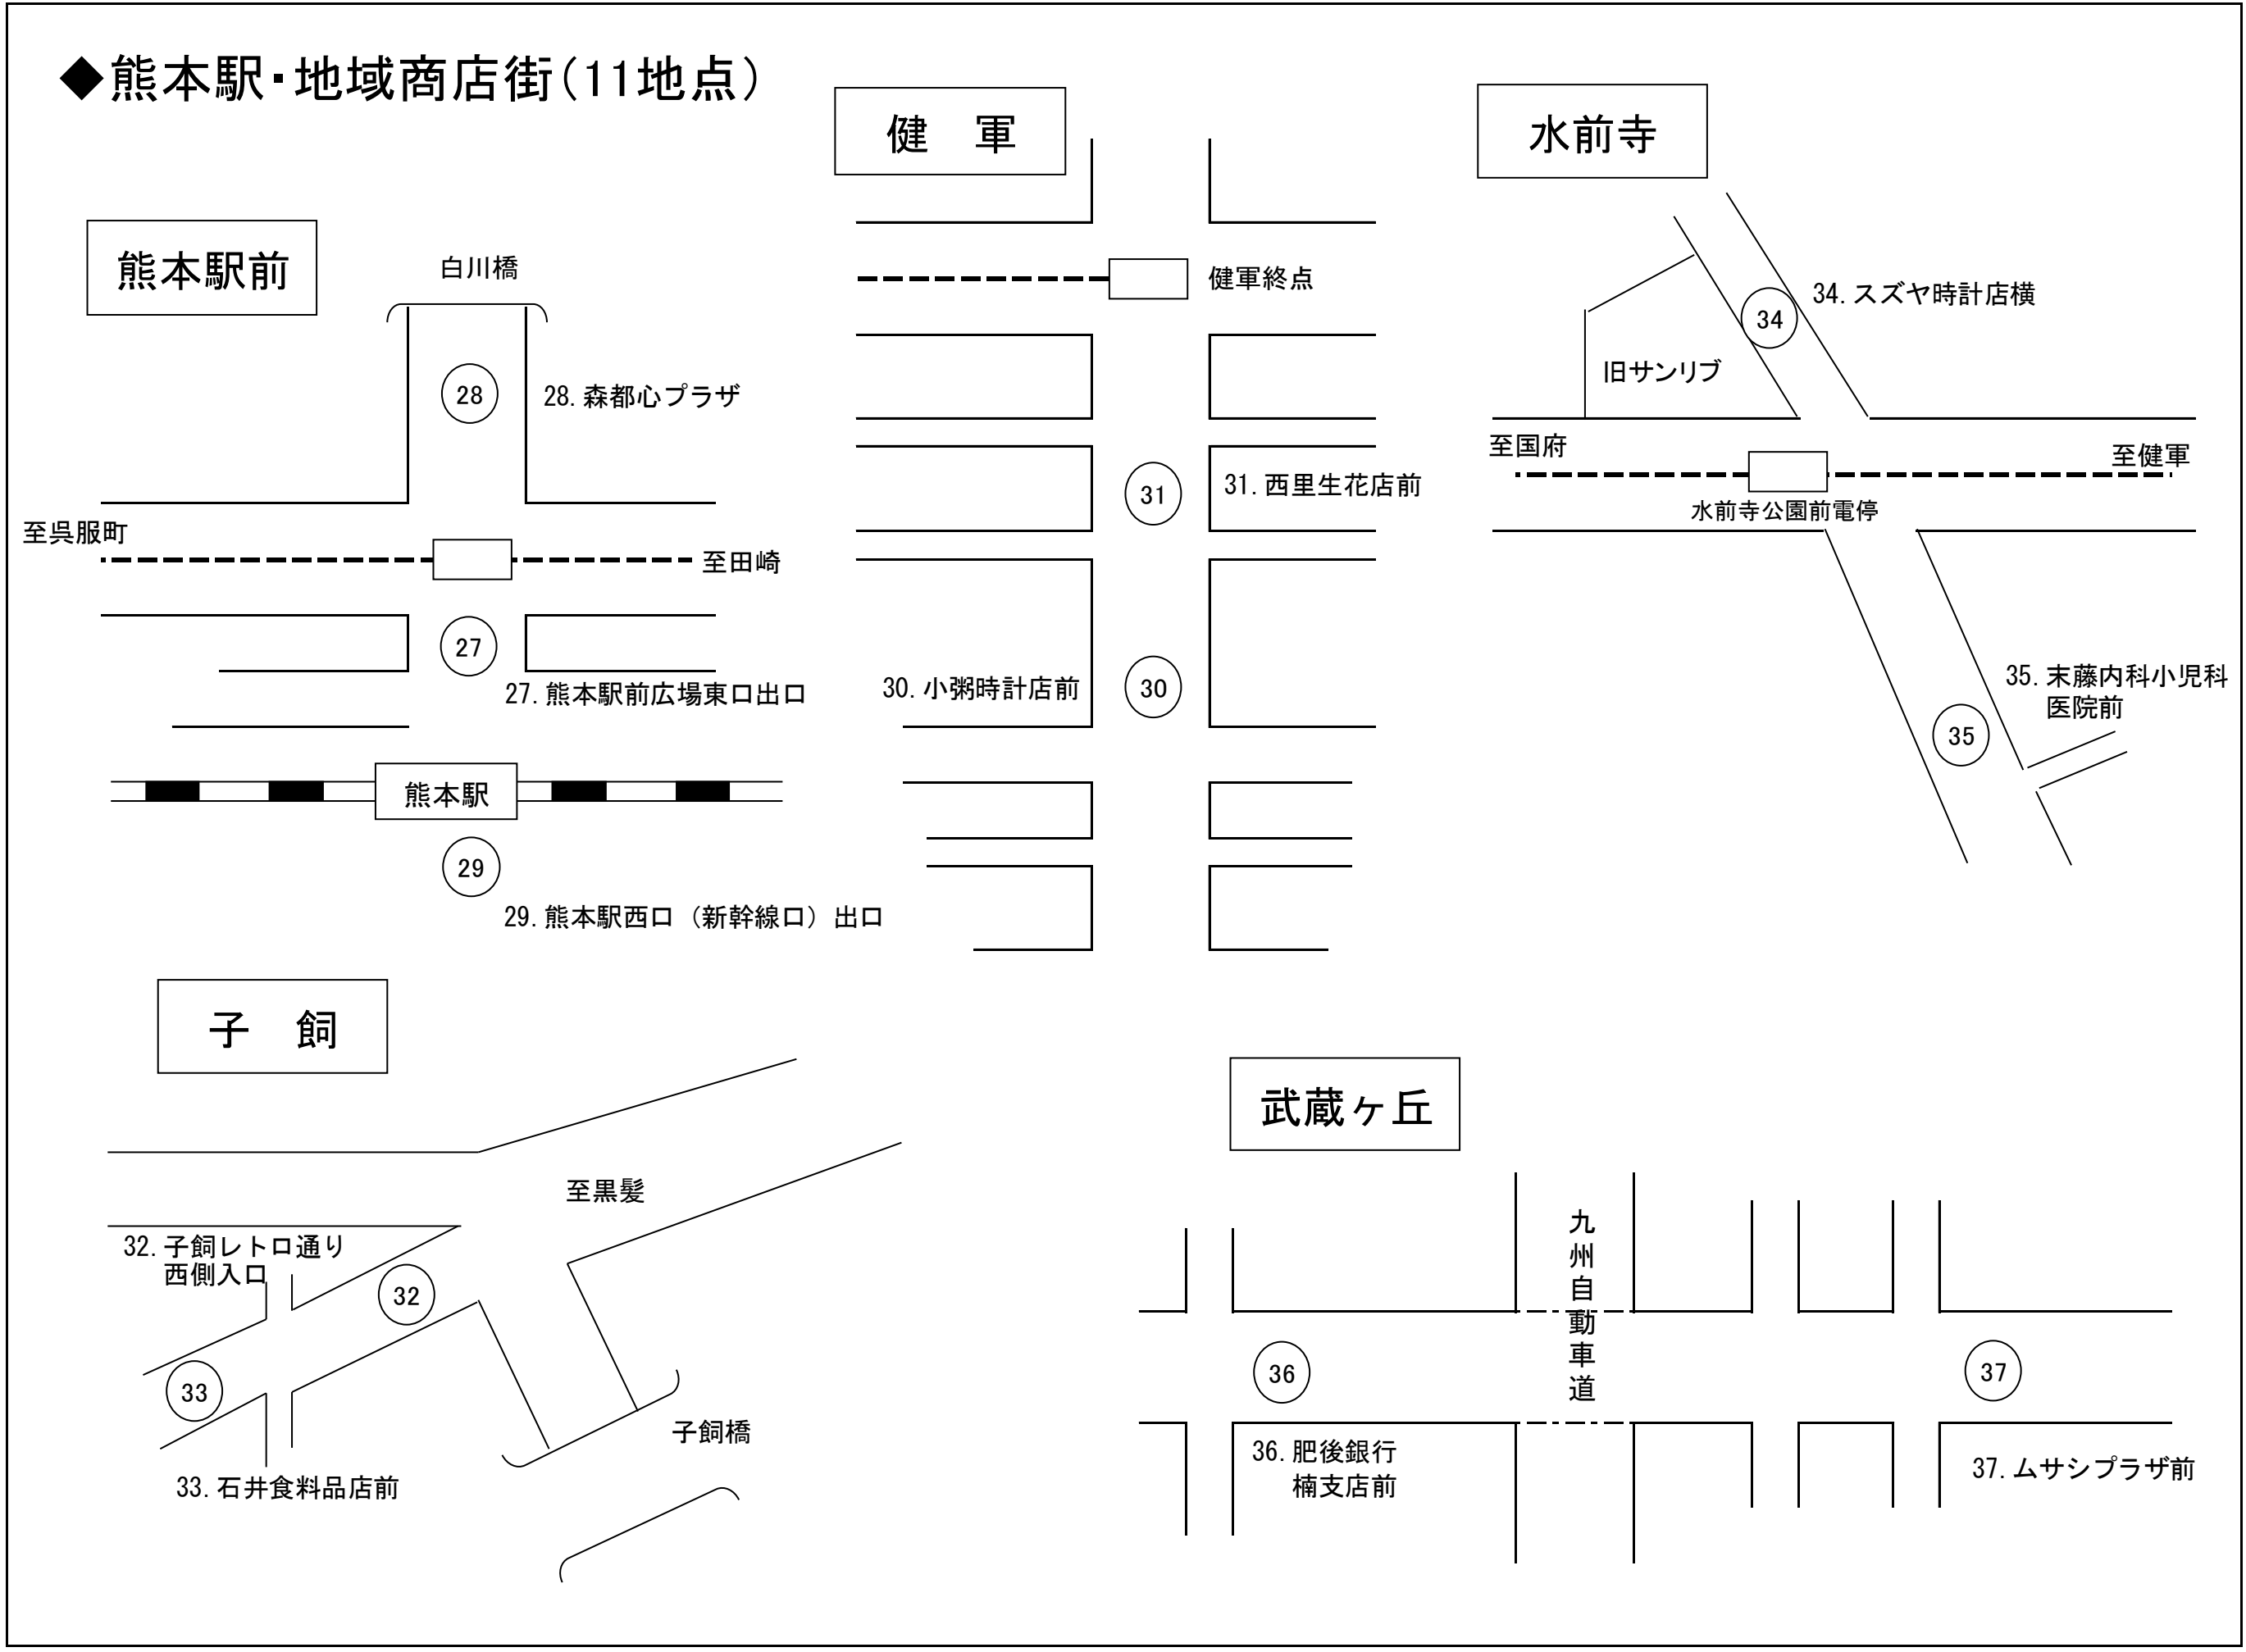 ◆熊本駅・地域商店街(11地点)
熊本駅前
白川橋
28
28.森都心プラザ
至呉服町
至田崎
27
27.熊本駅前広場東口出口
熊本駅
29
29.熊本駅西口（新幹線口）出口
健　軍
健軍終点
31
31.西里生花店前
30.小粥時計店前
30
水前寺
34
34.スズヤ時計店横
旧サンリブ
至国府
至健軍
水前寺公園前電停
35.末藤内科小児科
医院前
35
子　飼
至黒髪
32.子飼レトロ通り
西側入口
32
33
33.石井食料品店前
子飼橋
武蔵ヶ丘
九州自動車道
36
37
36.肥後銀行
楠支店前
37.ムサシプラザ前